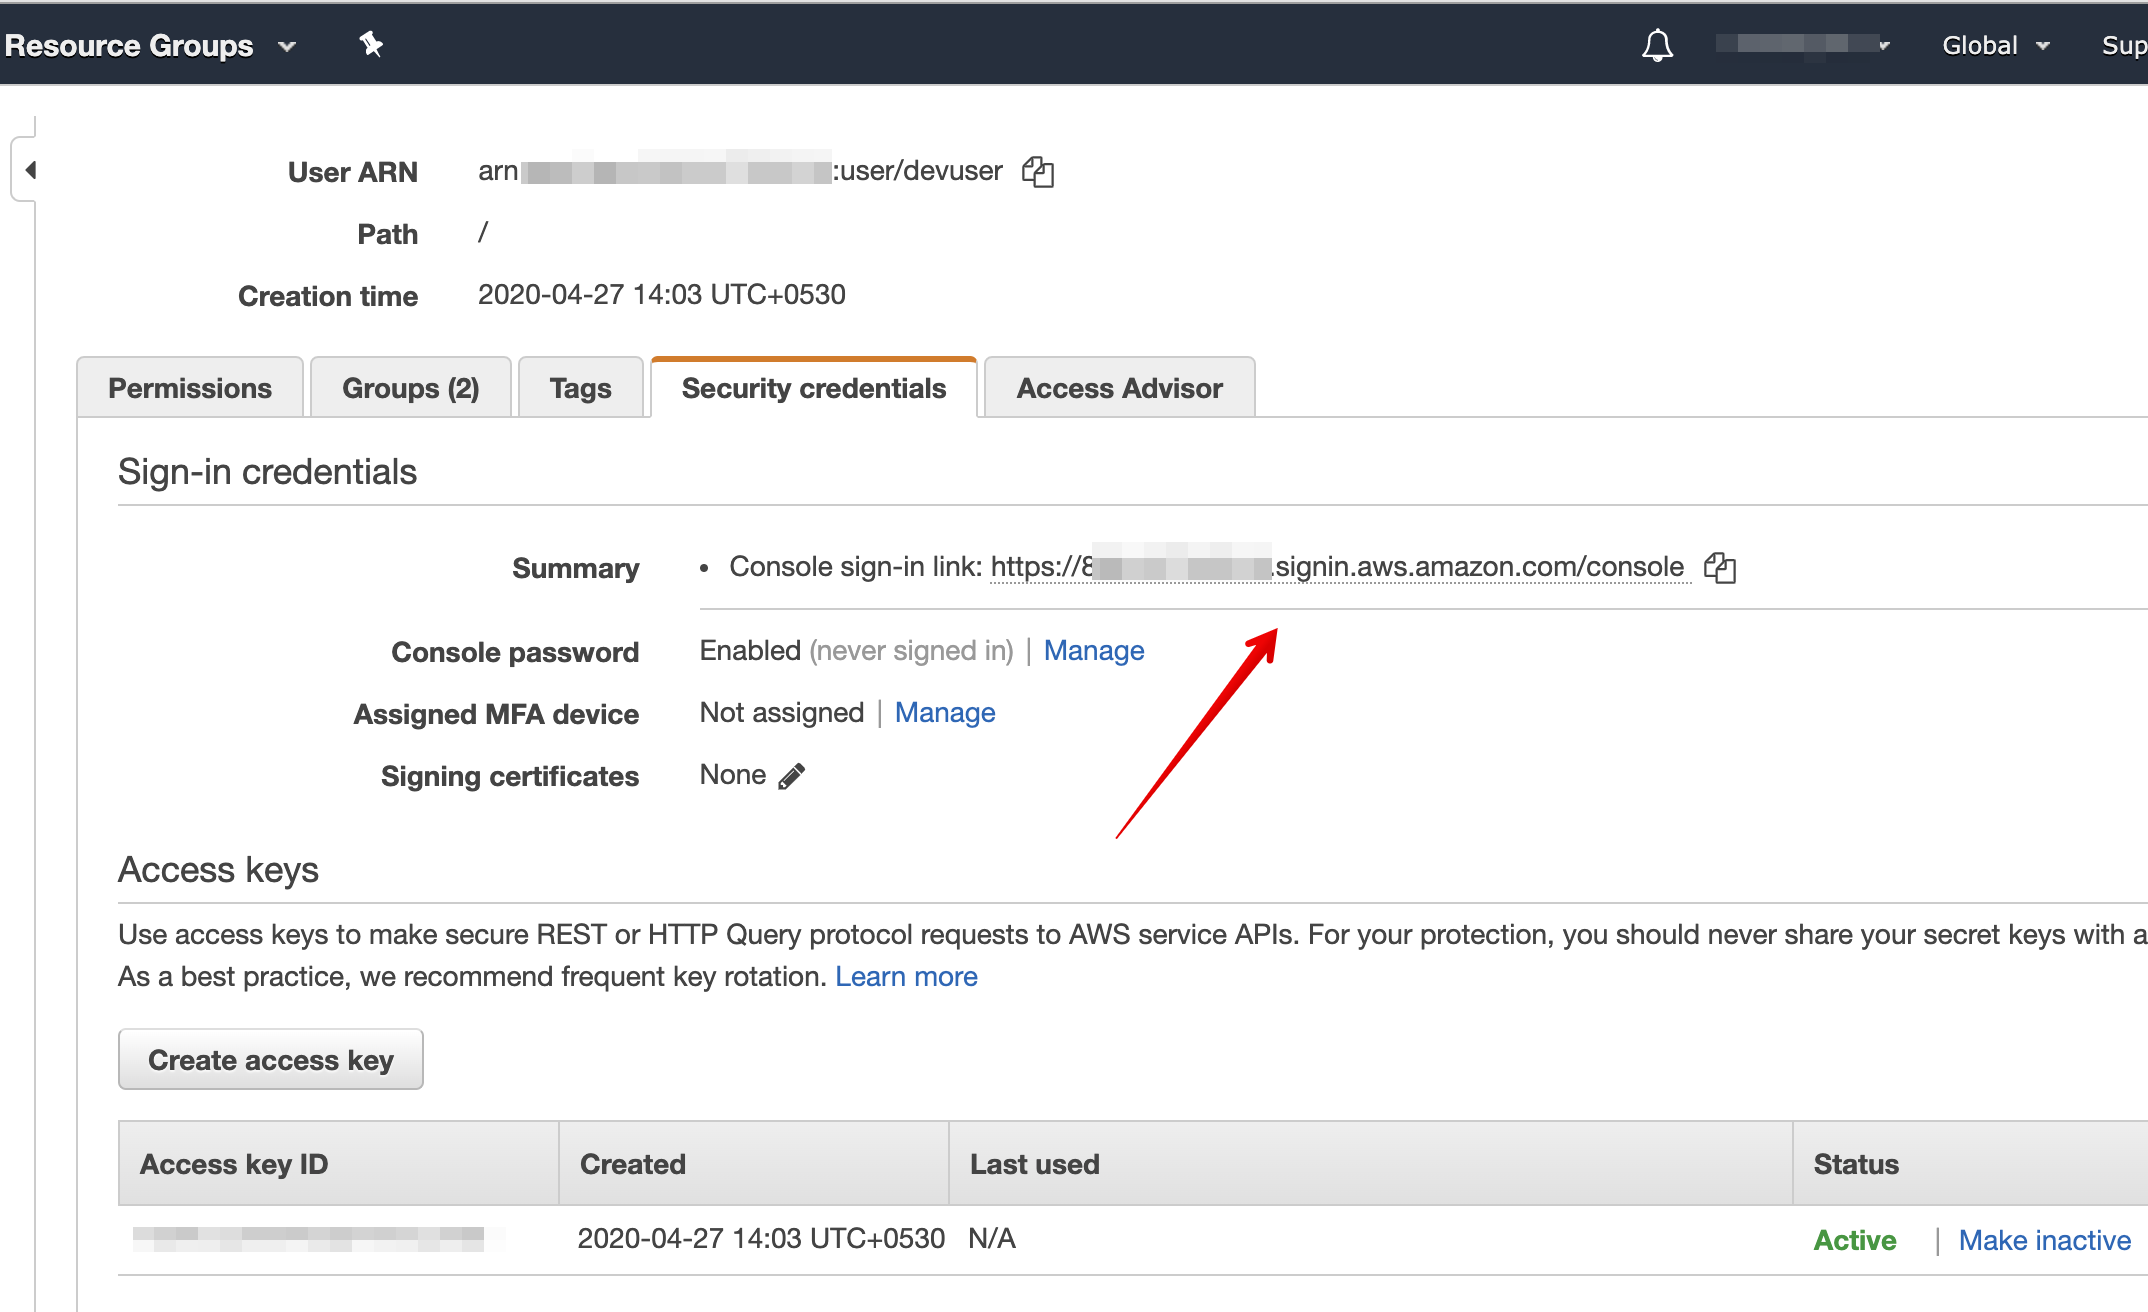 Resource Groups Global Sup
User ARN arn :user/devuser
Path /
Creation time 2020-04-27 14:03 UTC+0530
Permissions Groups (2) Tags Security credentials Access Advisor
Sign-in credentials
Summary • Console sign-in link: https://8 .signin.aws.amazon.com/console
Console password Enabled (never signed in) | Manage
Assigned MFA device Not assigned | Manage
Signing certificates None
Access keys
Use access keys to make secure REST or HTTP Query protocol requests to AWS service APIs. For your protection, you should never share your secret keys with a
As a best practice, we recommend frequent key rotation. Learn more
Create access key
Access key ID Created Last used Status
2020-04-27 14:03 UTC+0530 N/A Active | Make inactive